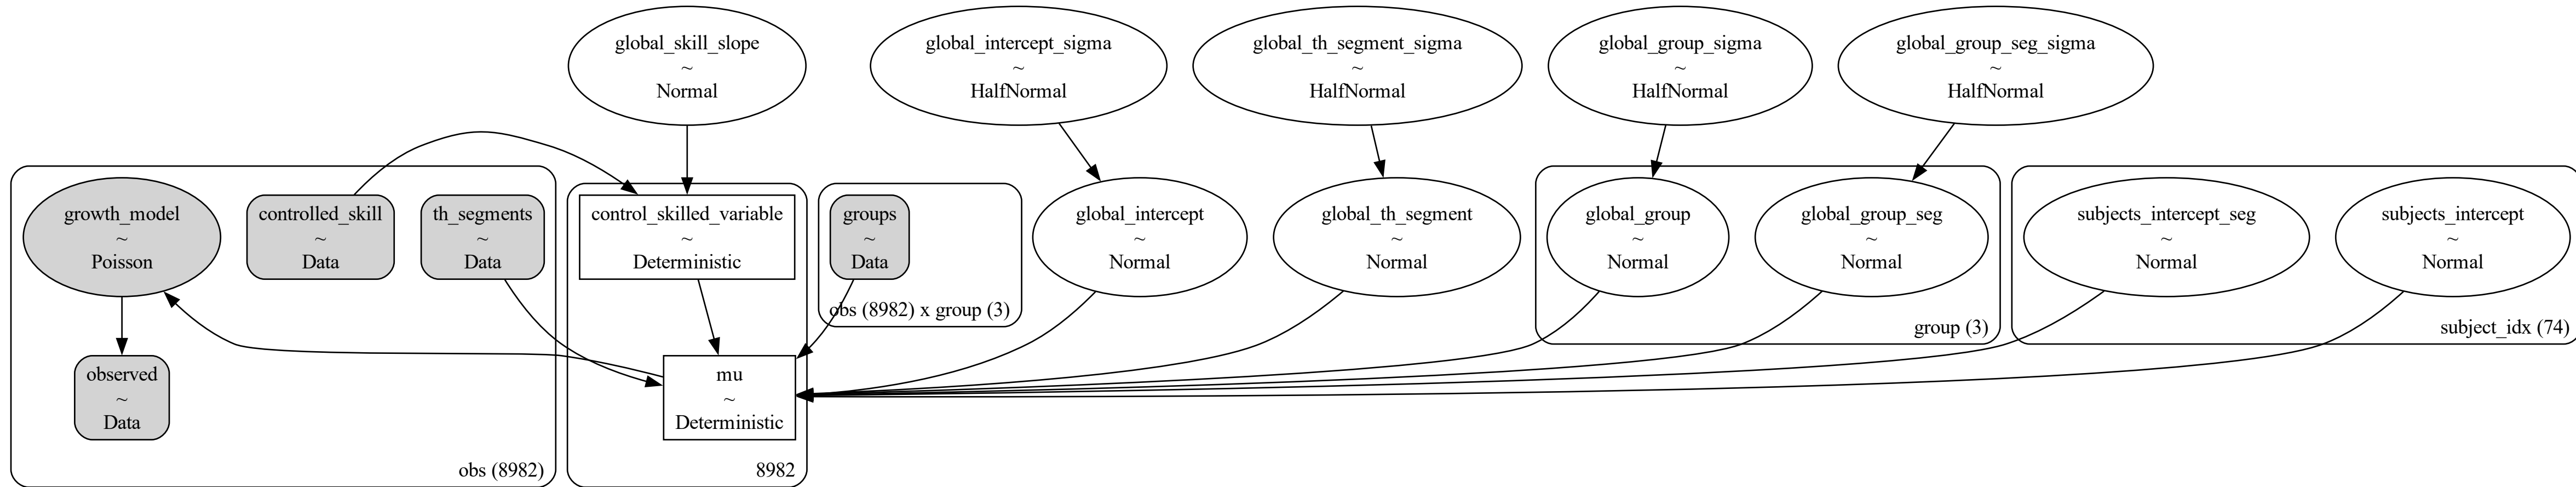 global_skill_slope
~
Normal
global_intercept_sigma
~
HalfNormal
global_th_segment_sigma
~
HalfNormal
global_group_sigma
~
HalfNormal
global_group_seg_sigma
~
HalfNormal
growth_model
~
Poisson
controlled_skill
~
Data
th_segments
~
Data
control_skilled_variable
~
Deterministic
groups
~
Data
obs (8982) x group (3)
global_intercept
~
Normal
global_th_segment
~
Normal
global_group
~
Normal
global_group_seg
~
Normal
group (3)
subjects_intercept_seg
~
Normal
subjects_intercept
~
Normal
subject_idx (74)
observed
~
Data
obs (8982)
mu
~
Deterministic
8982